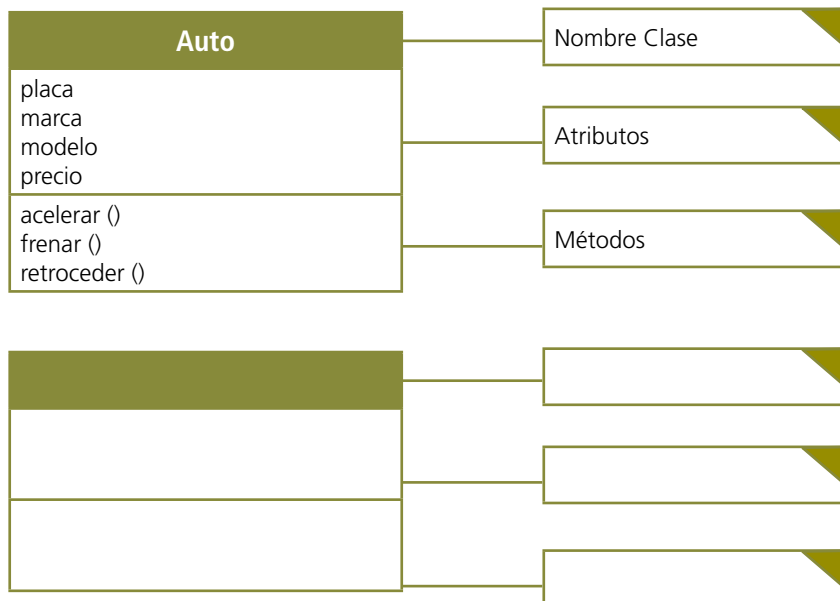 Auto
Nombre Clase
placa
marca
modelo
precio
Atributos
acelerar ()
frenar ()
retroceder ()
Métodos